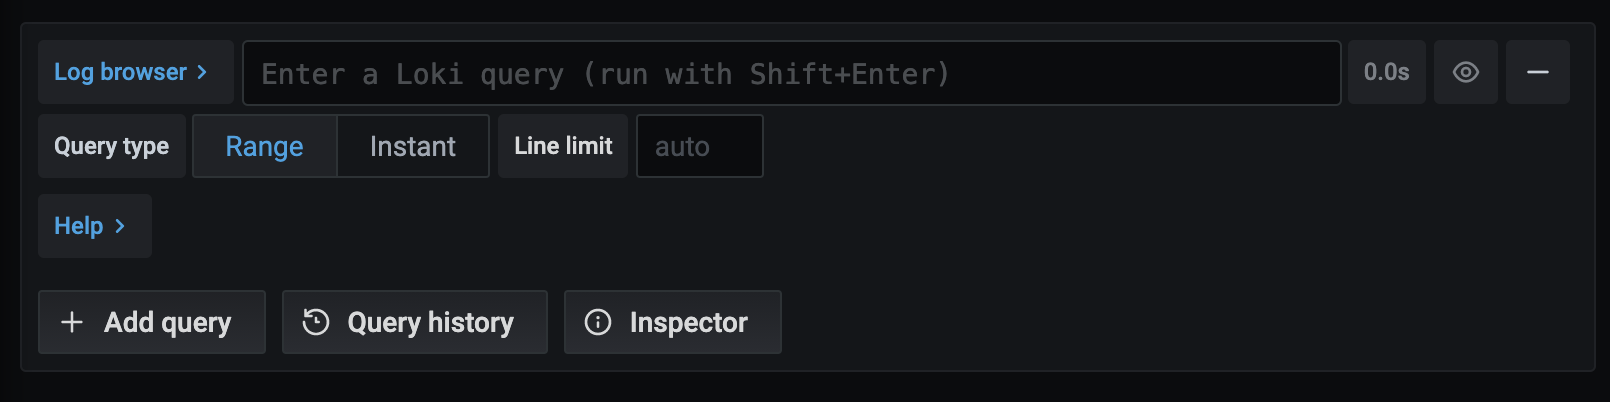 Log browser > Enter a Loki query (run with Shift+Enter) 0.0s
Query type Range Instant Line limit auto
Help >
+ Add query Query history Inspector